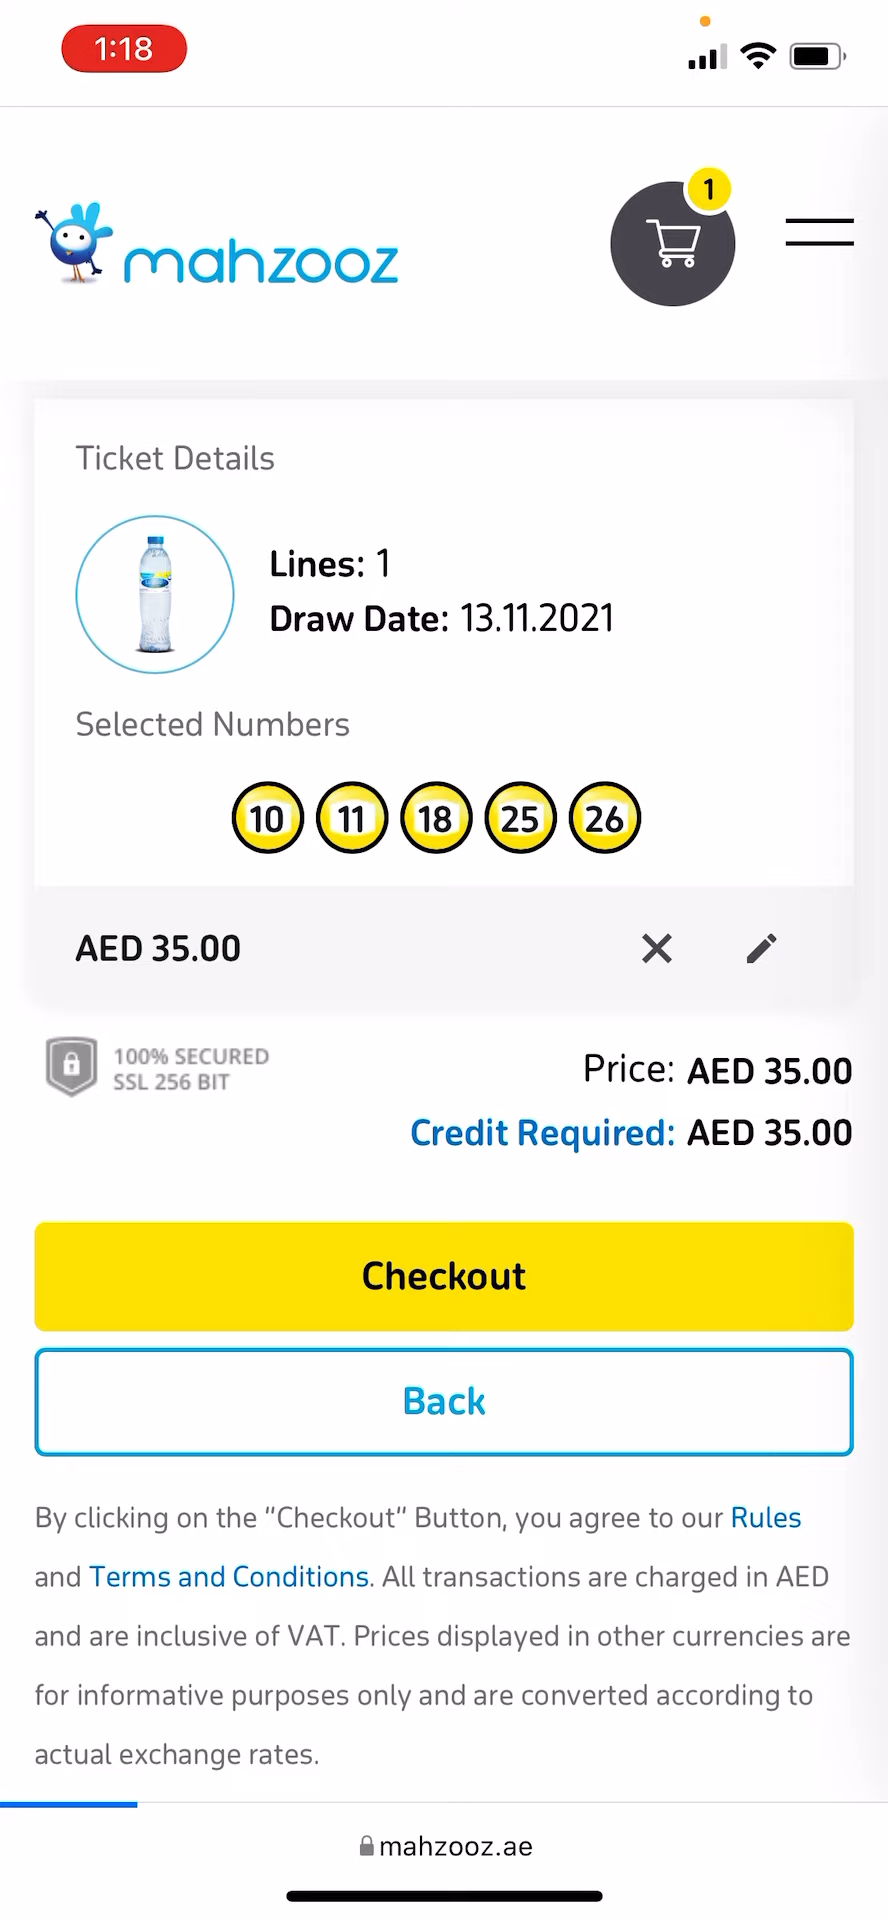 1:18
1
mahzooz
Ticket Details
Lines: 1
Draw Date: 13.11.2021
Selected Numbers
10 11 18 25 26
AED 35.00
100% SECURED
SSL 256 BIT
Price: AED 35.00
Credit Required: AED 35.00
Checkout
Back
By clicking on the "Checkout" Button, you agree to our Rules
and Terms and Conditions. All transactions are charged in AED
and are inclusive of VAT. Prices displayed in other currencies are
for informative purposes only and are converted according to
actual exchange rates.
mahzooz.ae